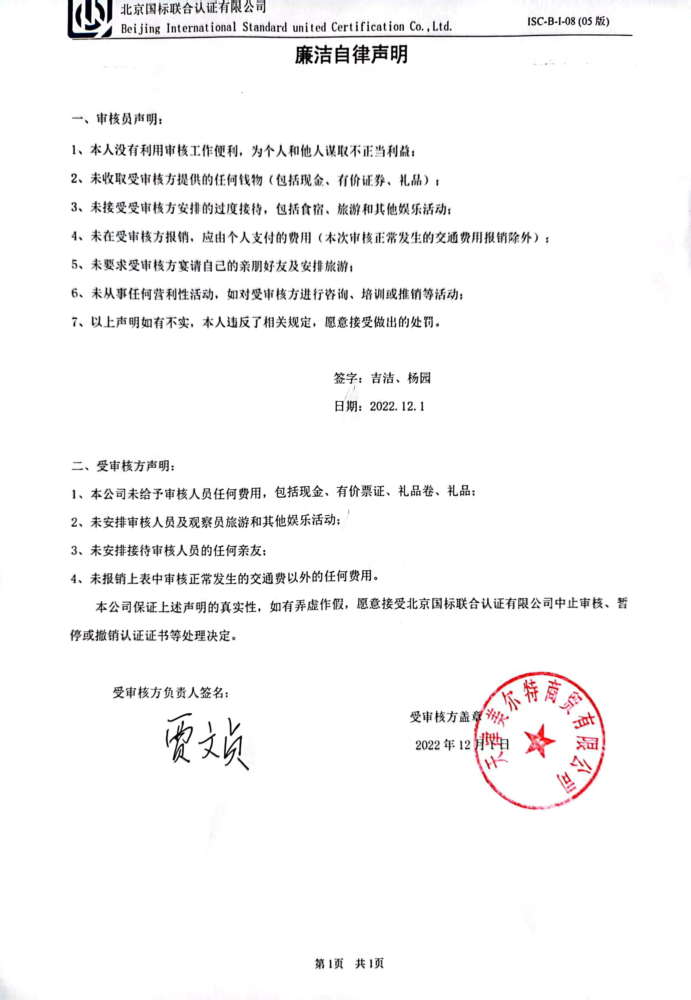 北京国标联合认证有限公司
Beijing International Standard united Certification Co.,Ltd.
ISC-B-I-08 (05 版)
廉洁自律声明
一、审核员声明：
1、本人没有利用审核工作便利，为个人和他人谋取不正当利益；
2、未收取受审核方提供的任何钱物（包括现金、有价证券、礼品）；
3、未接受受审核方安排的过度接待，包括食宿、旅游和其他娱乐活动；
4、未在受审核方报销，应由个人支付的费用（本次审核正常发生的交通费用报销除外）；
5、未要求受审核方宴请自己的亲朋好友及安排旅游；
6、未从事任何营利性活动，如对受审核方进行咨询、培训或推销等活动；
7、以上声明如有不实，本人违反了相关规定，愿意接受做出的处罚。
签字：吉洁、杨园
日期：2022.12.1
二、受审核方声明：
1、本公司未给予审核人员任何费用，包括现金、有价票证、礼品卷、礼品；
2、未安排审核人员及观察员旅游和其他娱乐活动；
3、未安排接待审核人员的任何亲友；
4、未报销上表中审核正常发生的交通费以外的任何费用。
本公司保证上述声明的真实性，如有弄虚作假，愿意接受北京国标联合认证有限公司中止审核、暂
停或撤销认证证书等处理决定。
受审核方负责人签名：
贾文贞
受审核方盖章
2022 年 12 月 1 日
天津美尔特商贸有限公司
第 1页 共 1页